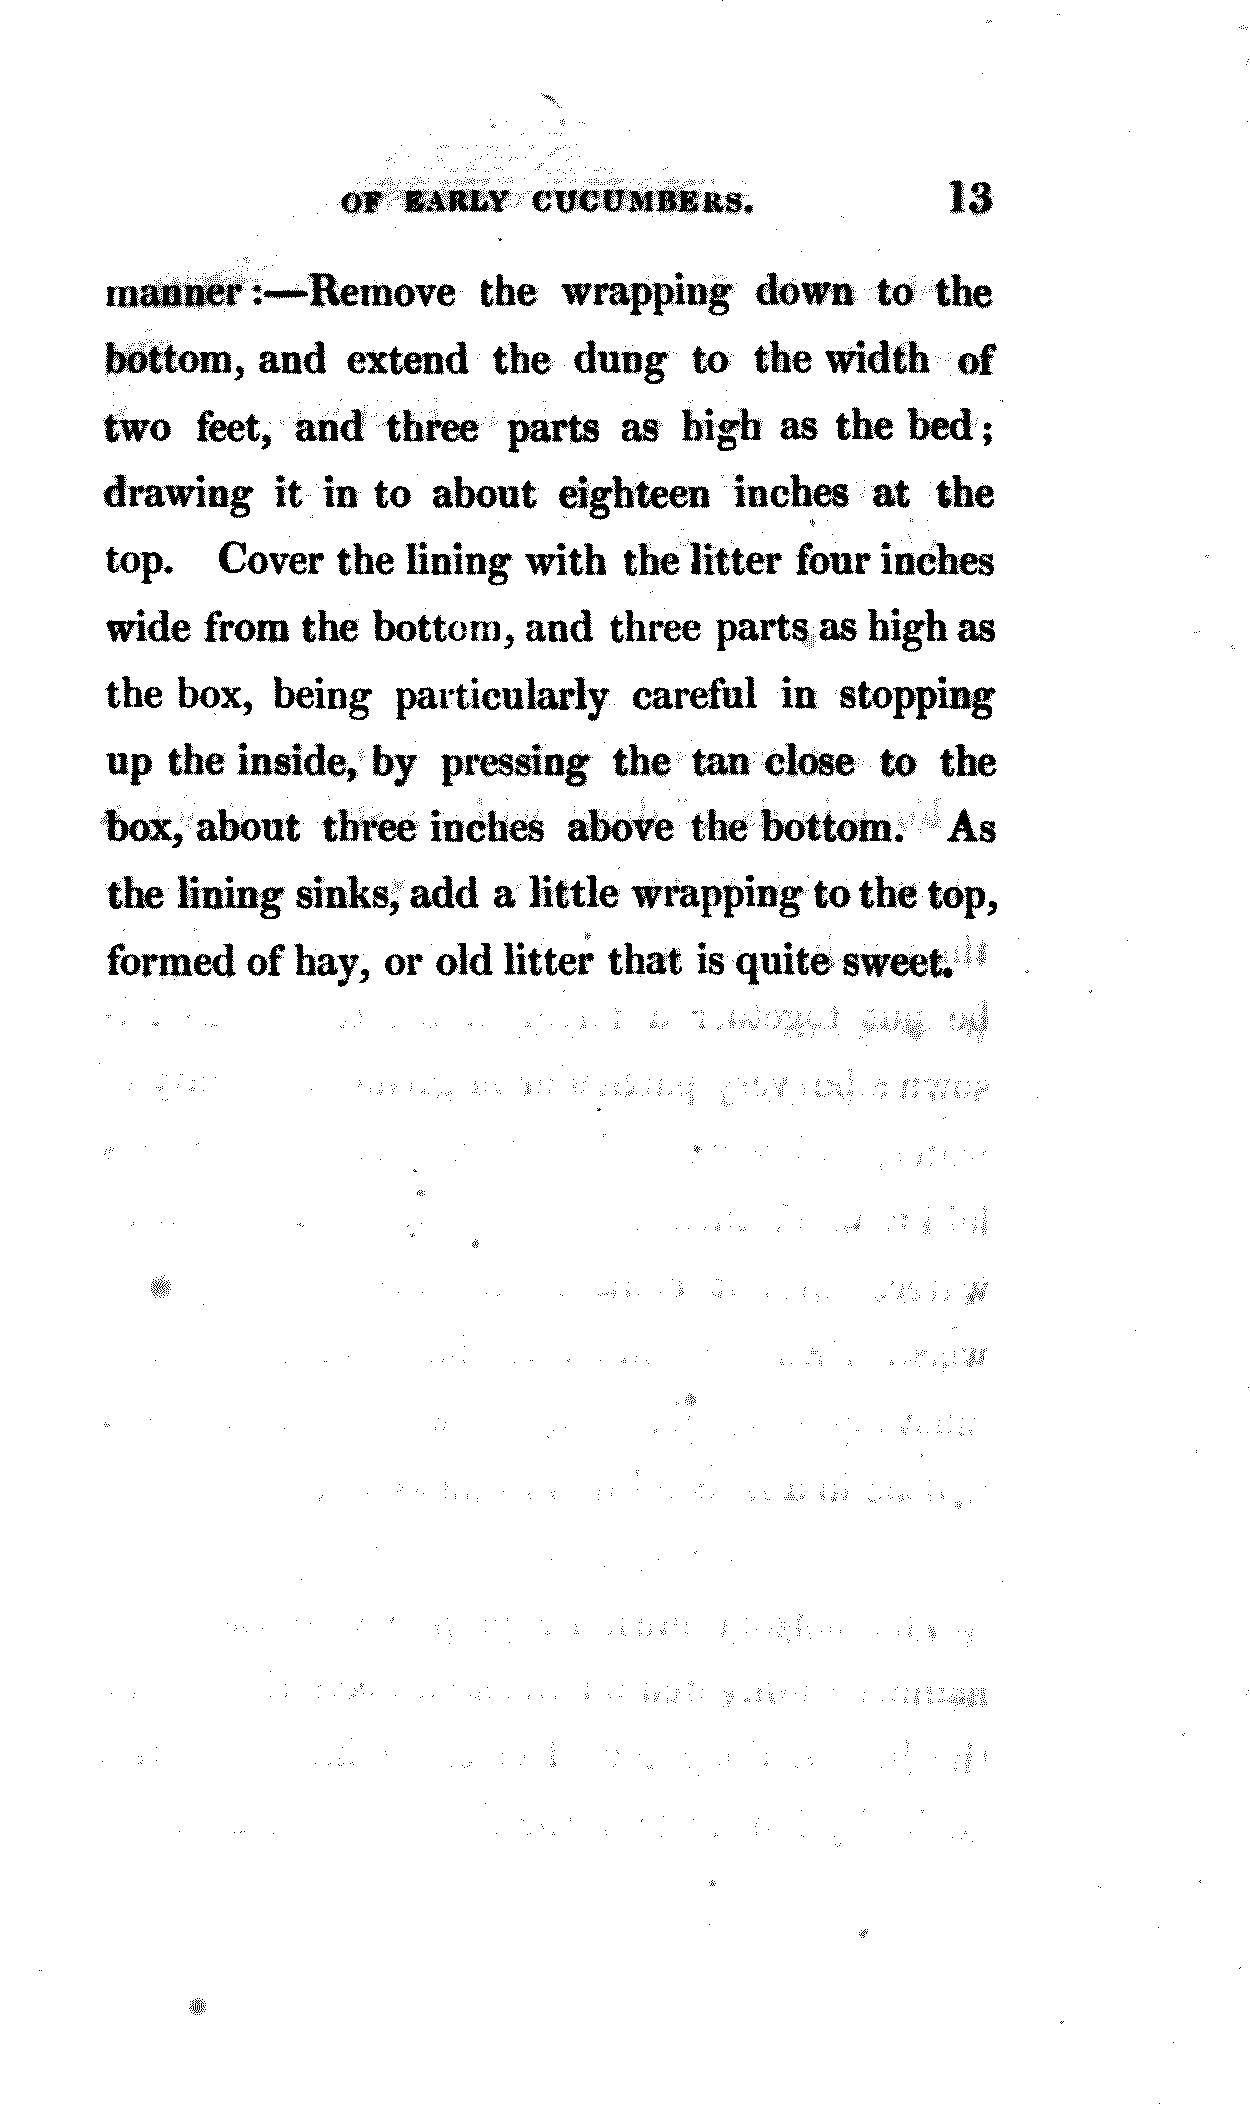 OF EARLY CUCUMBERS. 13
manner:—Remove the wrapping down to the
bottom, and extend the dung to the width of
two feet, and three parts as high as the bed;
drawing it in to about eighteen inches at the
top. Cover the lining with the litter four inches
wide from the bottom, and three parts as high as
the box, being particularly careful in stopping
up the inside, by pressing the tan close to the
box, about three inches above the bottom. As
the lining sinks, add a little wrapping to the top,
formed of hay, or old litter that is quite sweet.